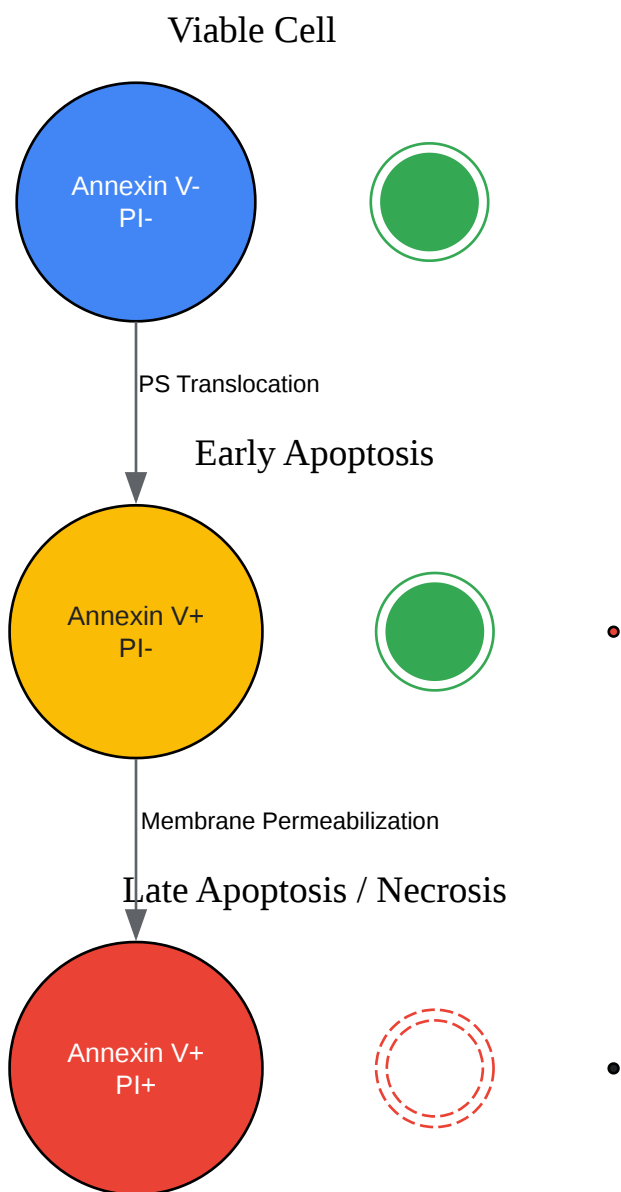 Viable Cell
Annexin V-
PI-
PS Translocation
Early Apoptosis
Annexin V+
PI-
Membrane Permeabilization
Late Apoptosis / Necrosis
Annexin V+
PI+